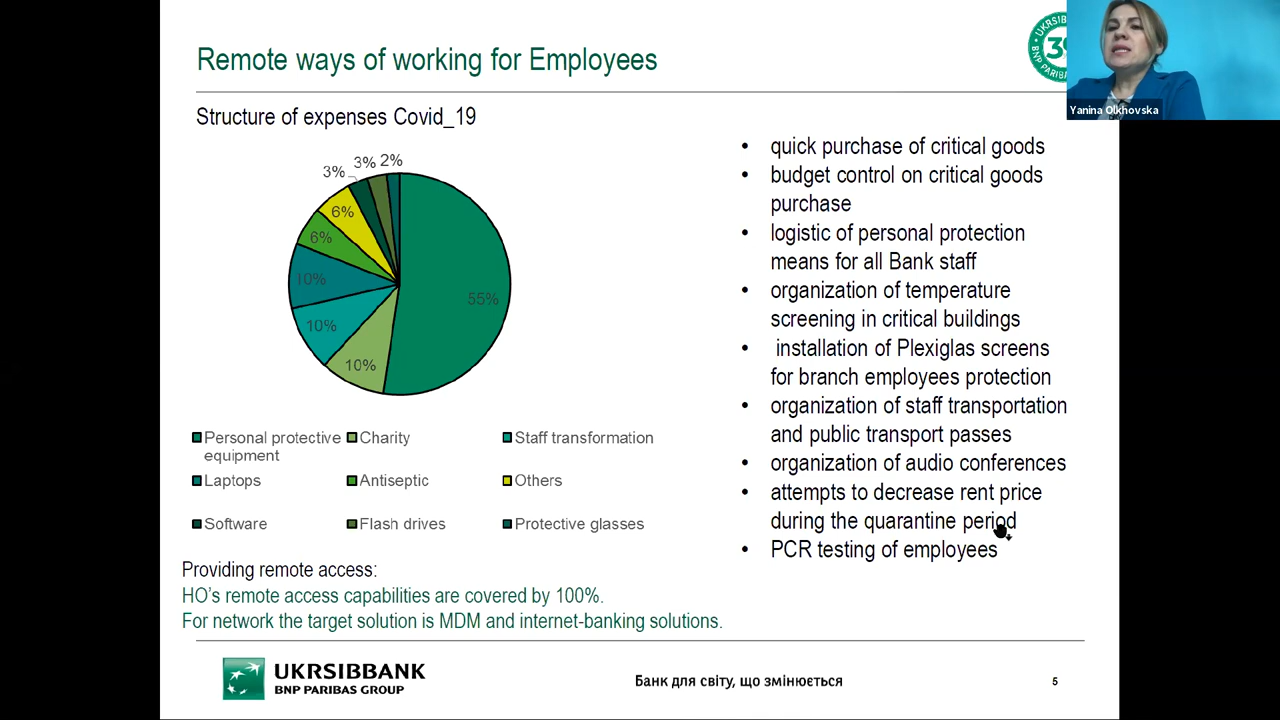 Remote ways of working for Employees
UKRSIB
30
BNP PARIBAS
Yanina Olkhovska
Structure of expenses Covid_19
3%
3%
2%
6%
6%
10%
10%
10%
55%
Personal protective
equipment
Charity
Staff transformation
Laptops
Antiseptic
Others
Software
Flash drives
Protective glasses
• quick purchase of critical goods
• budget control on critical goods
purchase
• logistic of personal protection
means for all Bank staff
• organization of temperature
screening in critical buildings
• installation of Plexiglas screens
for branch employees protection
• organization of staff transportation
and public transport passes
• organization of audio conferences
• attempts to decrease rent price
during the quarantine period
• PCR testing of employees
Providing remote access:
HO’s remote access capabilities are covered by 100%.
For network the target solution is MDM and internet-banking solutions.
UKRSIBBANK
BNP PARIBAS GROUP
Банк для світу, що змінюється
5